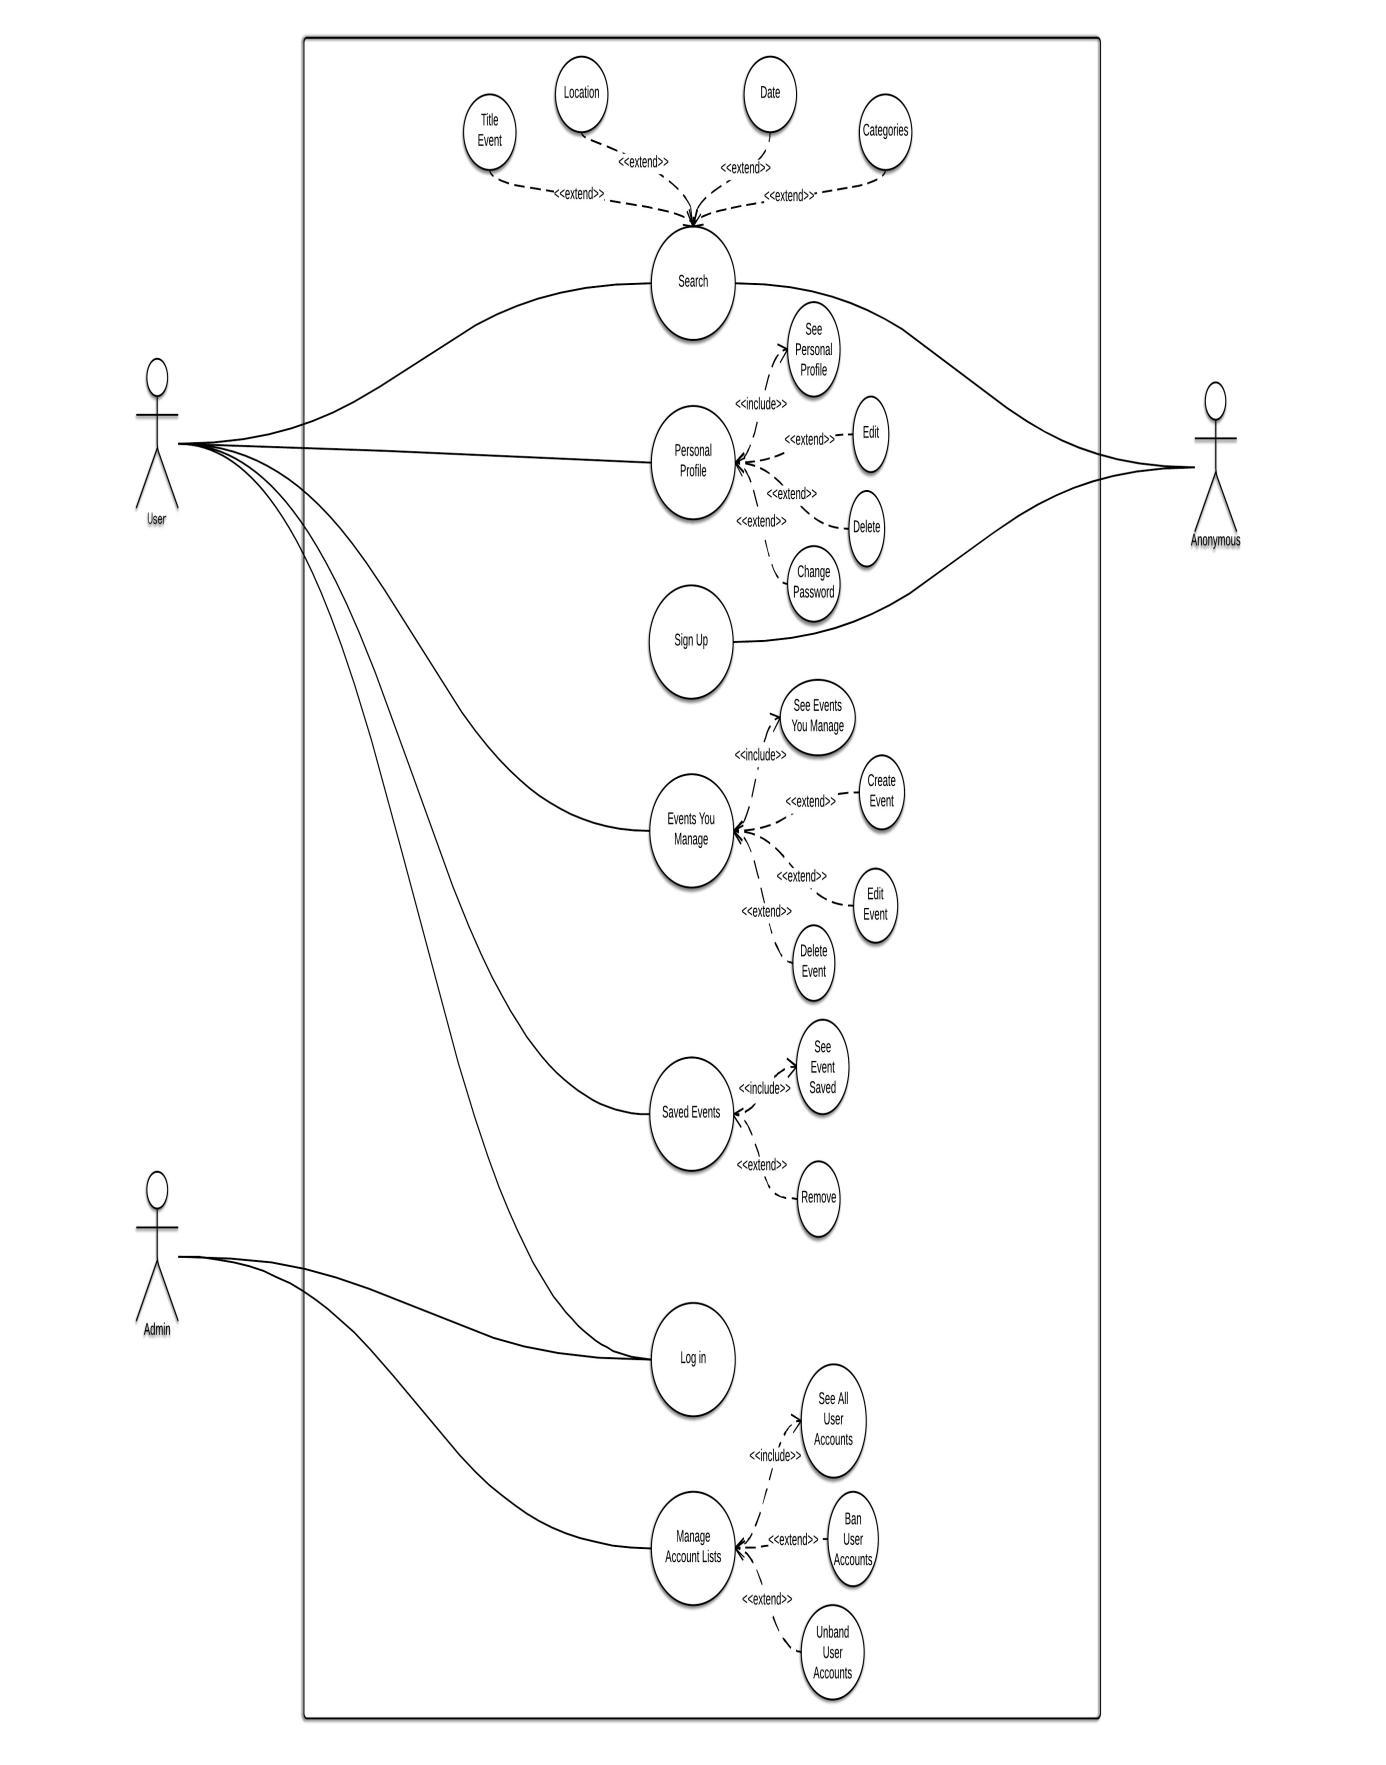 Location
Date
Title
Event
Categories
<<extend>>
<<extend>>
<<extend>>
<<extend>>
Search
See
Personal
Profile
<<include>>
Edit
<<extend>>
Personal
Profile
<<extend>>
<<extend>>
Delete
Change
Password
User
Anonymous
Sign Up
See Events
You Manage
<<include>>
Create
Event
<<extend>>
Events You
Manage
<<extend>>
Edit
Event
<<extend>>
Delete
Event
See
Event
Saved
<<include>>
Saved Events
<<extend>>
Remove
Admin
Log in
See All
User
Accounts
<<include>>
Manage
Account Lists
<<extend>>
Ban
User
Accounts
<<extend>>
Unband
User
Accounts